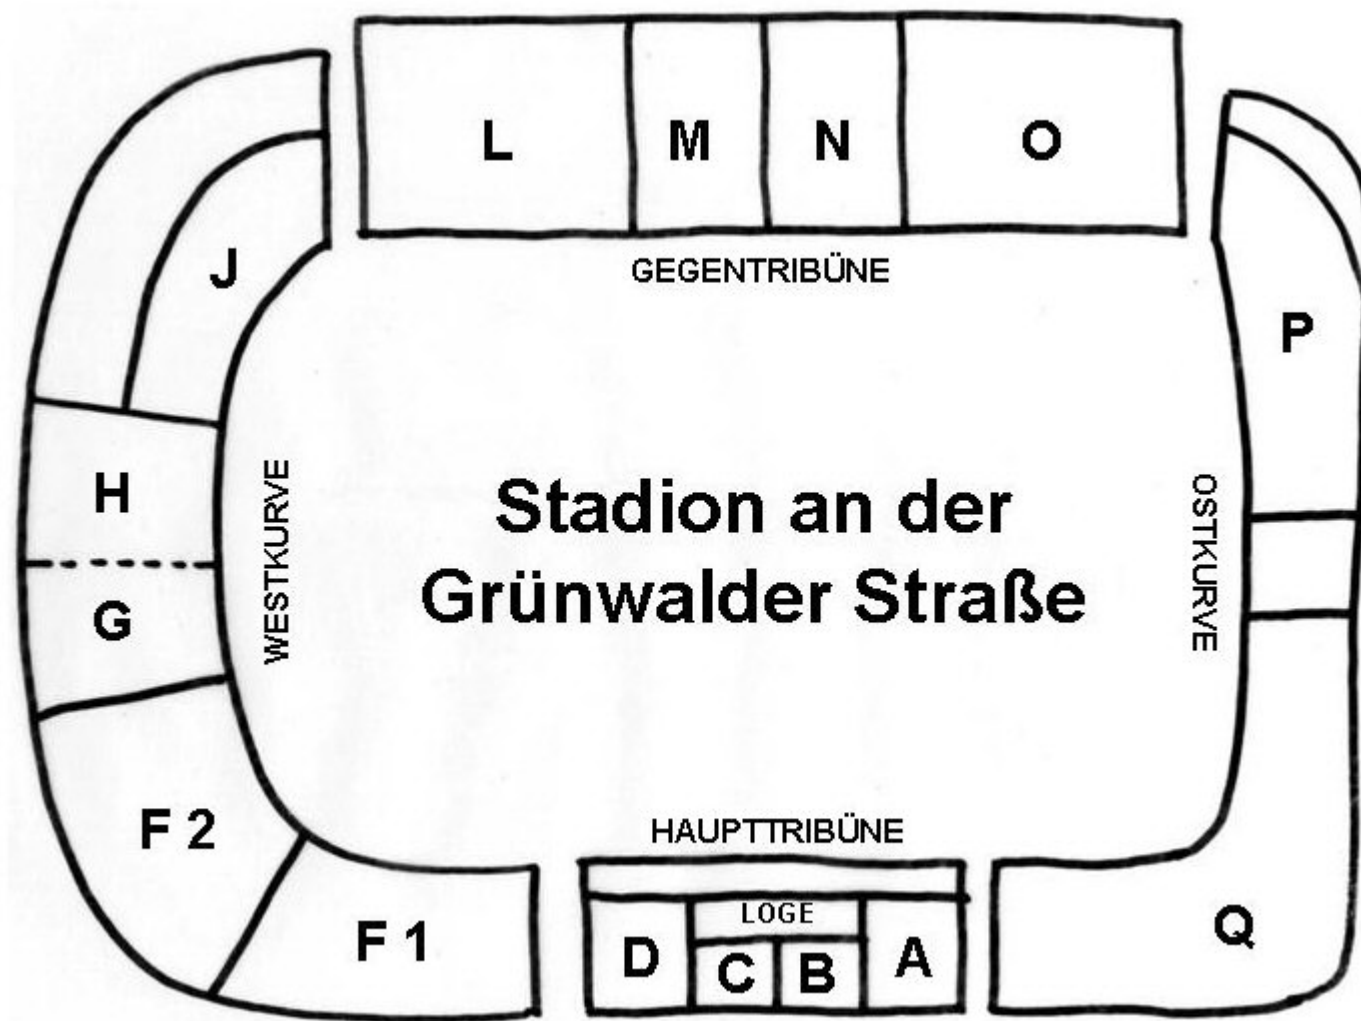 L
M
N
O
J
GEGENTRIBÜNE
P
H
WESTKURVE
Stadion an der
Grünwalder Straße
OSTKURVE
G
F 2
HAUPTTRIBÜNE
F 1
LOGE
D
C
B
A
Q